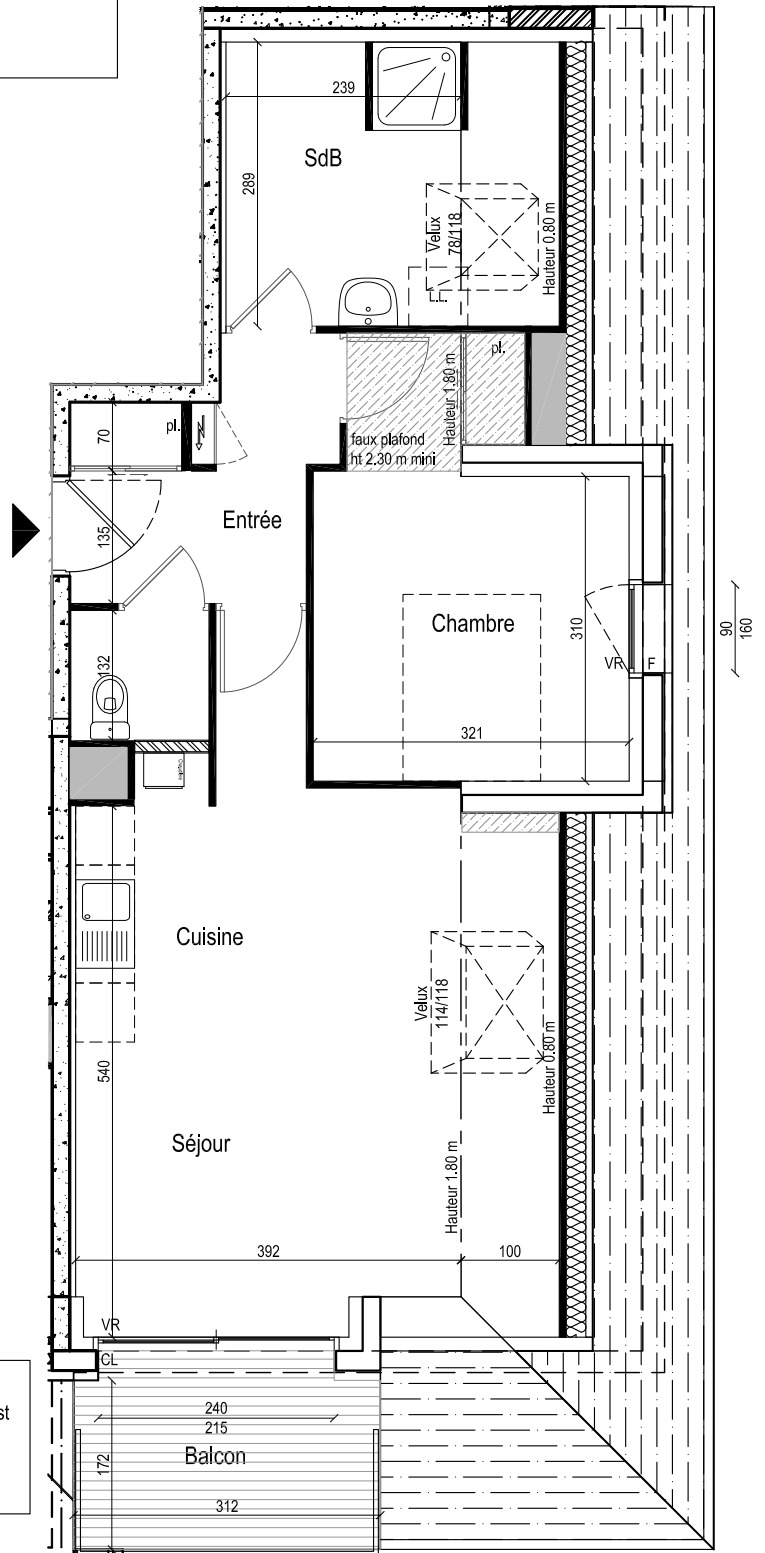 239
SdB
289
Velux
78/118
Hauteur 0.80 m
L.L.
pl.
Hauteur 1.80 m
faux plafond
ht 2.30 m mini
70
pl.
Entrée
135
Chambre
310
90
160
VR
F
132
321
Cuisine
Velux
114/118
Hauteur 0.80 m
540
Séjour
Hauteur 1.80 m
392
100
VR
CL
st
240
215
172
Balcon
312